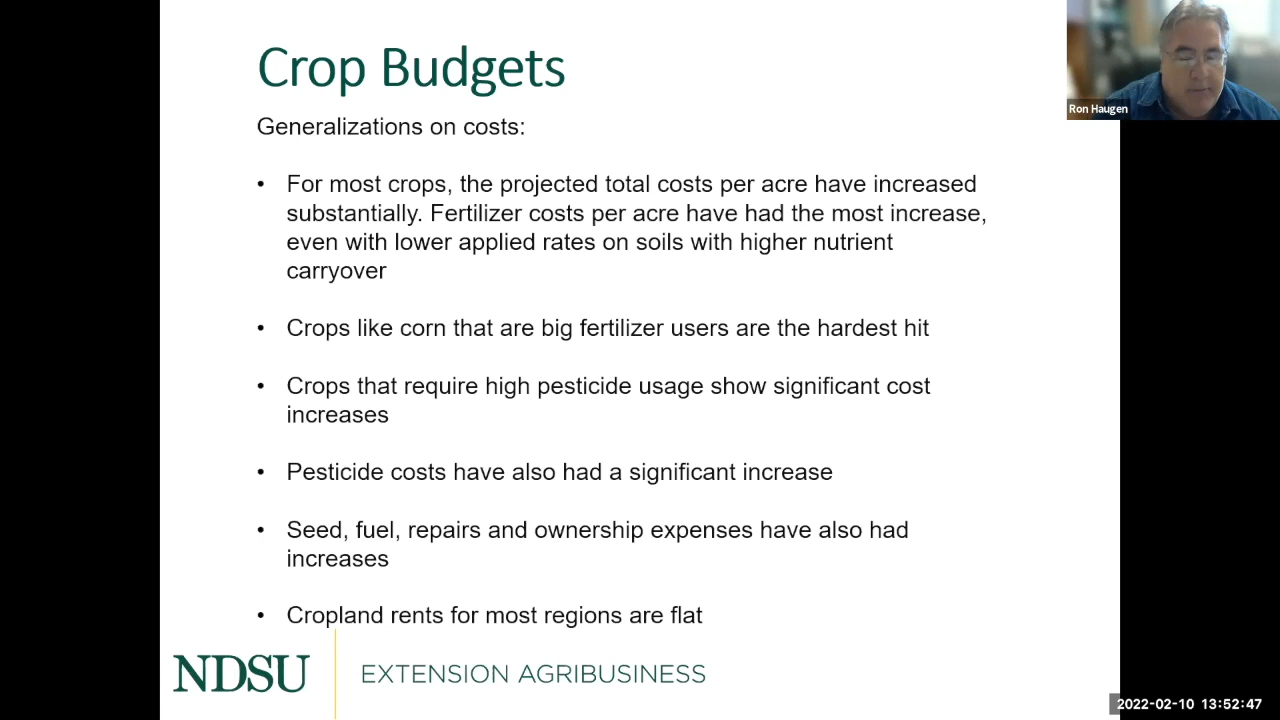 Crop Budgets
Ron Haugen
Generalizations on costs:
• For most crops, the projected total costs per acre have increased
substantially. Fertilizer costs per acre have had the most increase,
even with lower applied rates on soils with higher nutrient
carryover
• Crops like corn that are big fertilizer users are the hardest hit
• Crops that require high pesticide usage show significant cost
increases
• Pesticide costs have also had a significant increase
• Seed, fuel, repairs and ownership expenses have also had
increases
• Cropland rents for most regions are flat
NDSU EXTENSION AGRIBUSINESS
2022-02-10 13:52:47